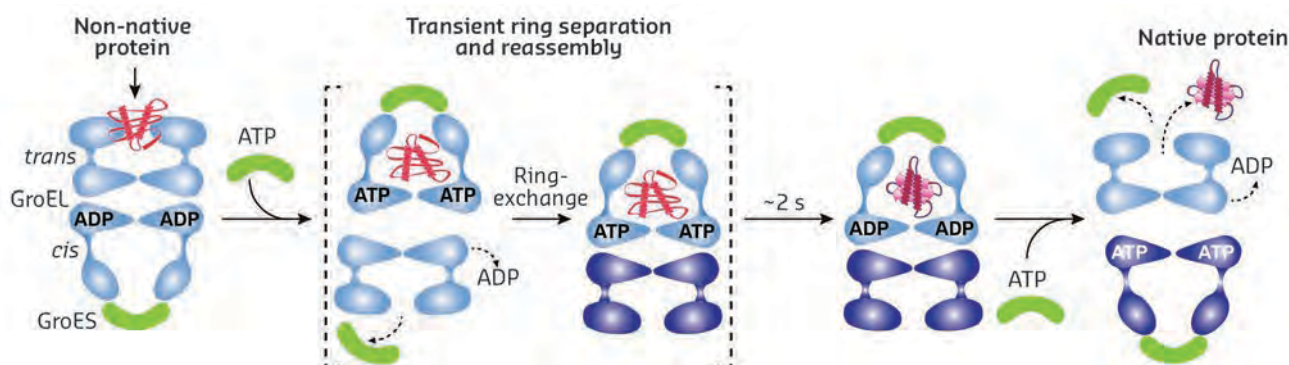 Non-native
protein
Transient ring separation
and reassembly
Native protein
ATP
trans
GroEL
ADP ADP
cis
GroES
ATP ATP
ADP
Ring-
exchange
ATP ATP
~2 s
ADP ADP
ATP
ADP
ATP ATP